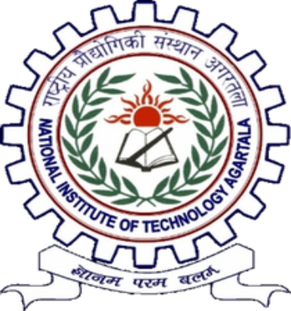 राष्ट्रीय प्रौद्योगिकी संस्थान अगरतला
NATIONAL INSTITUTE OF TECHNOLOGY AGARTALA
ज्ञानम परम बलम